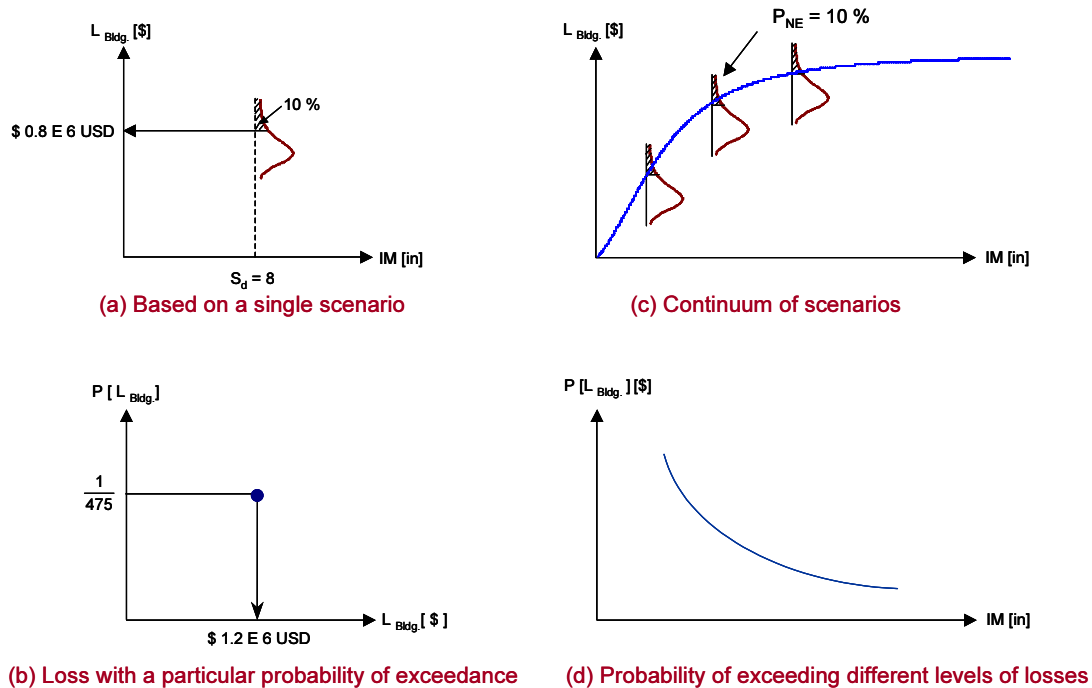 L Bldg. [$]
10 %
$ 0.8 E 6 USD
IM [in]
Sd = 8
(a) Based on a single scenario
PNE = 10 %
L Bldg. [$]
IM [in]
(c) Continuum of scenarios
P [ L Bldg.]
1
475
L Bldg.[ $ ]
$ 1.2 E 6 USD
(b) Loss with a particular probability of exceedance
P [L Bldg. ] [$]
IM [in]
(d) Probability of exceeding different levels of losses